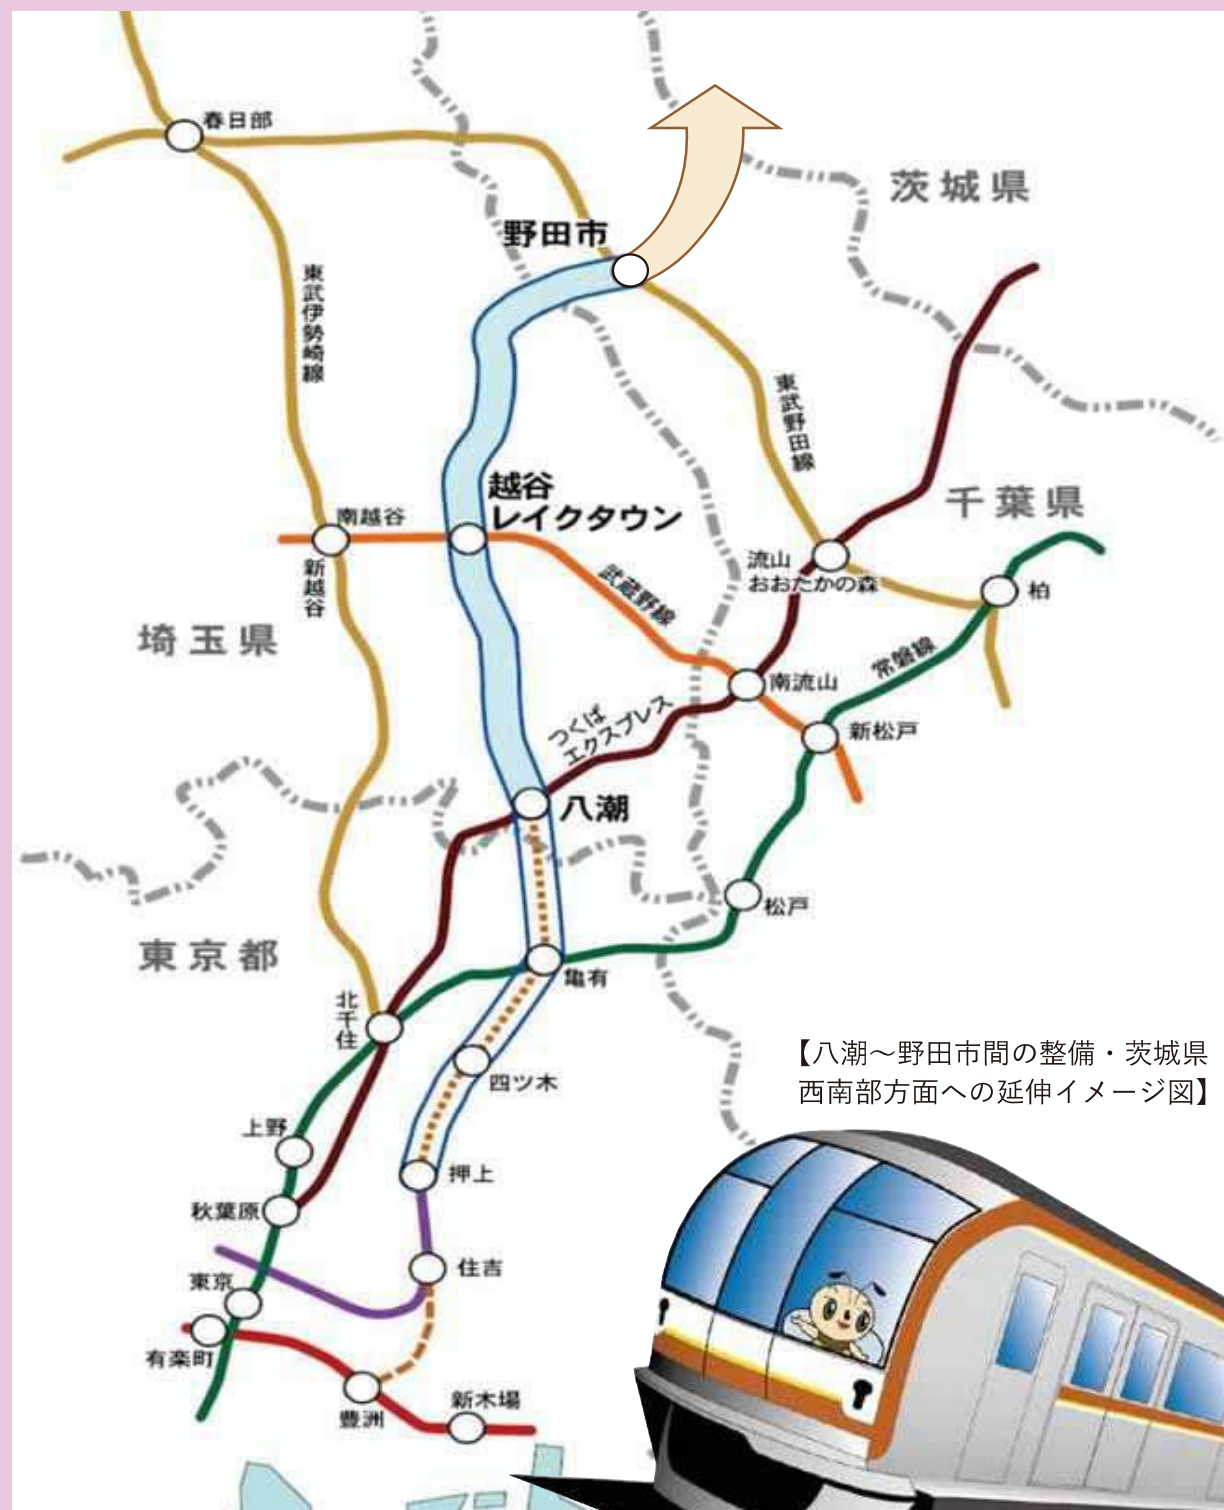 春日部
茨城県
野田市
東武伊勢崎線
東武野田線
越谷
レイクタウン
南越谷
千葉県
新越谷
武蔵野線
流山
おおたかの森
柏
埼玉県
常磐線
南流山
つくば
エクスプレス
新松戸
八潮
松戸
東京都
亀有
北千住
【八潮～野田市間の整備・茨城県
西南部方面への延伸イメージ図】
四ツ木
上野
押上
秋葉原
住吉
東京
有楽町
豊洲
新木場